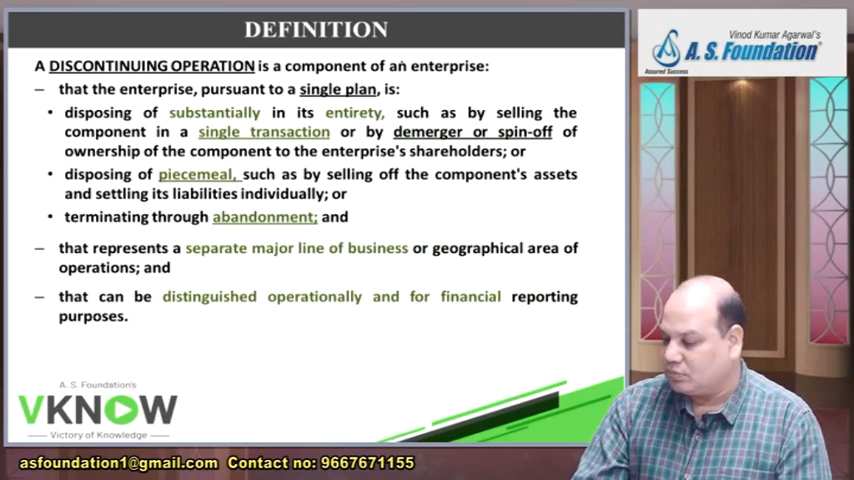 DEFINITION
A DISCONTINUING OPERATION is a component of an enterprise:
– that the enterprise, pursuant to a single plan, is:
• disposing of substantially in its entirety, such as by selling the
component in a single transaction or by demerger or spin-off of
ownership of the component to the enterprise's shareholders; or
• disposing of piecemeal, such as by selling off the component's assets
and settling its liabilities individually; or
• terminating through abandonment; and
– that represents a separate major line of business or geographical area of
operations; and
– that can be distinguished operationally and for financial reporting
purposes.
A. S. Foundation's
VKNOW
Victory of Knowledge
Vinod Kumar Agarwal's
A. S. Foundation®
Assured Success
asfoundation1@gmail.com Contact no: 9667671155